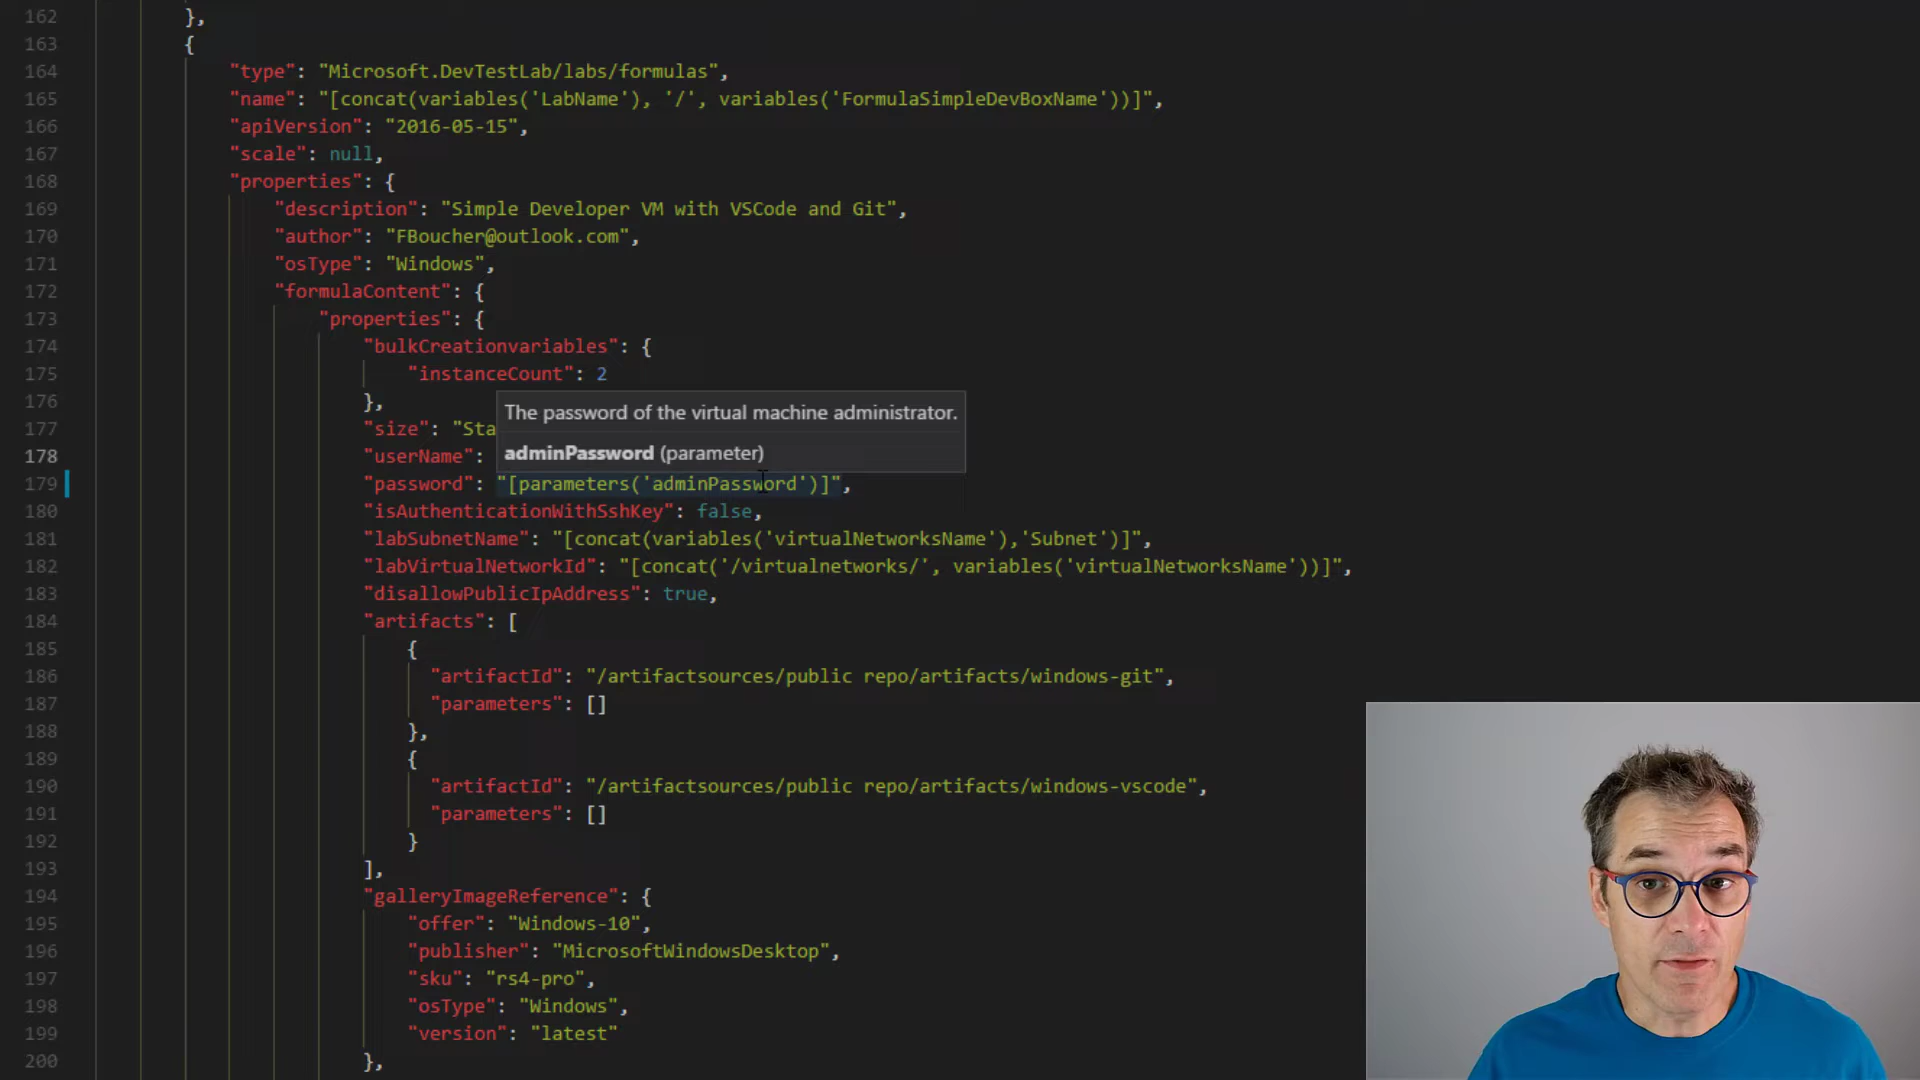 162 },
163 {
164 "type": "Microsoft.DevTestLab/labs/formulas",
165 "name": "[concat(variables('LabName'), '/', variables('FormulaSimpleDevBoxName'))]",
166 "apiVersion": "2016-05-15",
167 "scale": null,
168 "properties": {
169 "description": "Simple Developer VM with VSCode and Git",
170 "author": "FBoucher@outlook.com",
171 "osType": "Windows",
172 "formulaContent": {
173 "properties": {
174 "bulkCreationvariables": {
175 "instanceCount": 2
176 },
The password of the virtual machine administrator.
177 "size": "Sta
adminPassword (parameter)
178 "userName":
179 "password": "[parameters('adminPassword')]",
180 "isAuthenticationWithSshKey": false,
181 "labSubnetName": "[concat(variables('virtualNetworksName'),'Subnet')]",
182 "labVirtualNetworkId": "[concat('/virtualnetworks/', variables('virtualNetworksName'))]",
183 "disallowPublicIpAddress": true,
184 "artifacts": [
185 {
186 "artifactId": "/artifactsources/public repo/artifacts/windows-git",
187 "parameters": []
188 },
189 {
190 "artifactId": "/artifactsources/public repo/artifacts/windows-vscode",
191 "parameters": []
192 }
193 ],
194 "galleryImageReference": {
195 "offer": "Windows-10",
196 "publisher": "MicrosoftWindowsDesktop",
197 "sku": "rs4-pro",
198 "osType": "Windows",
199 "version": "latest"
200 },